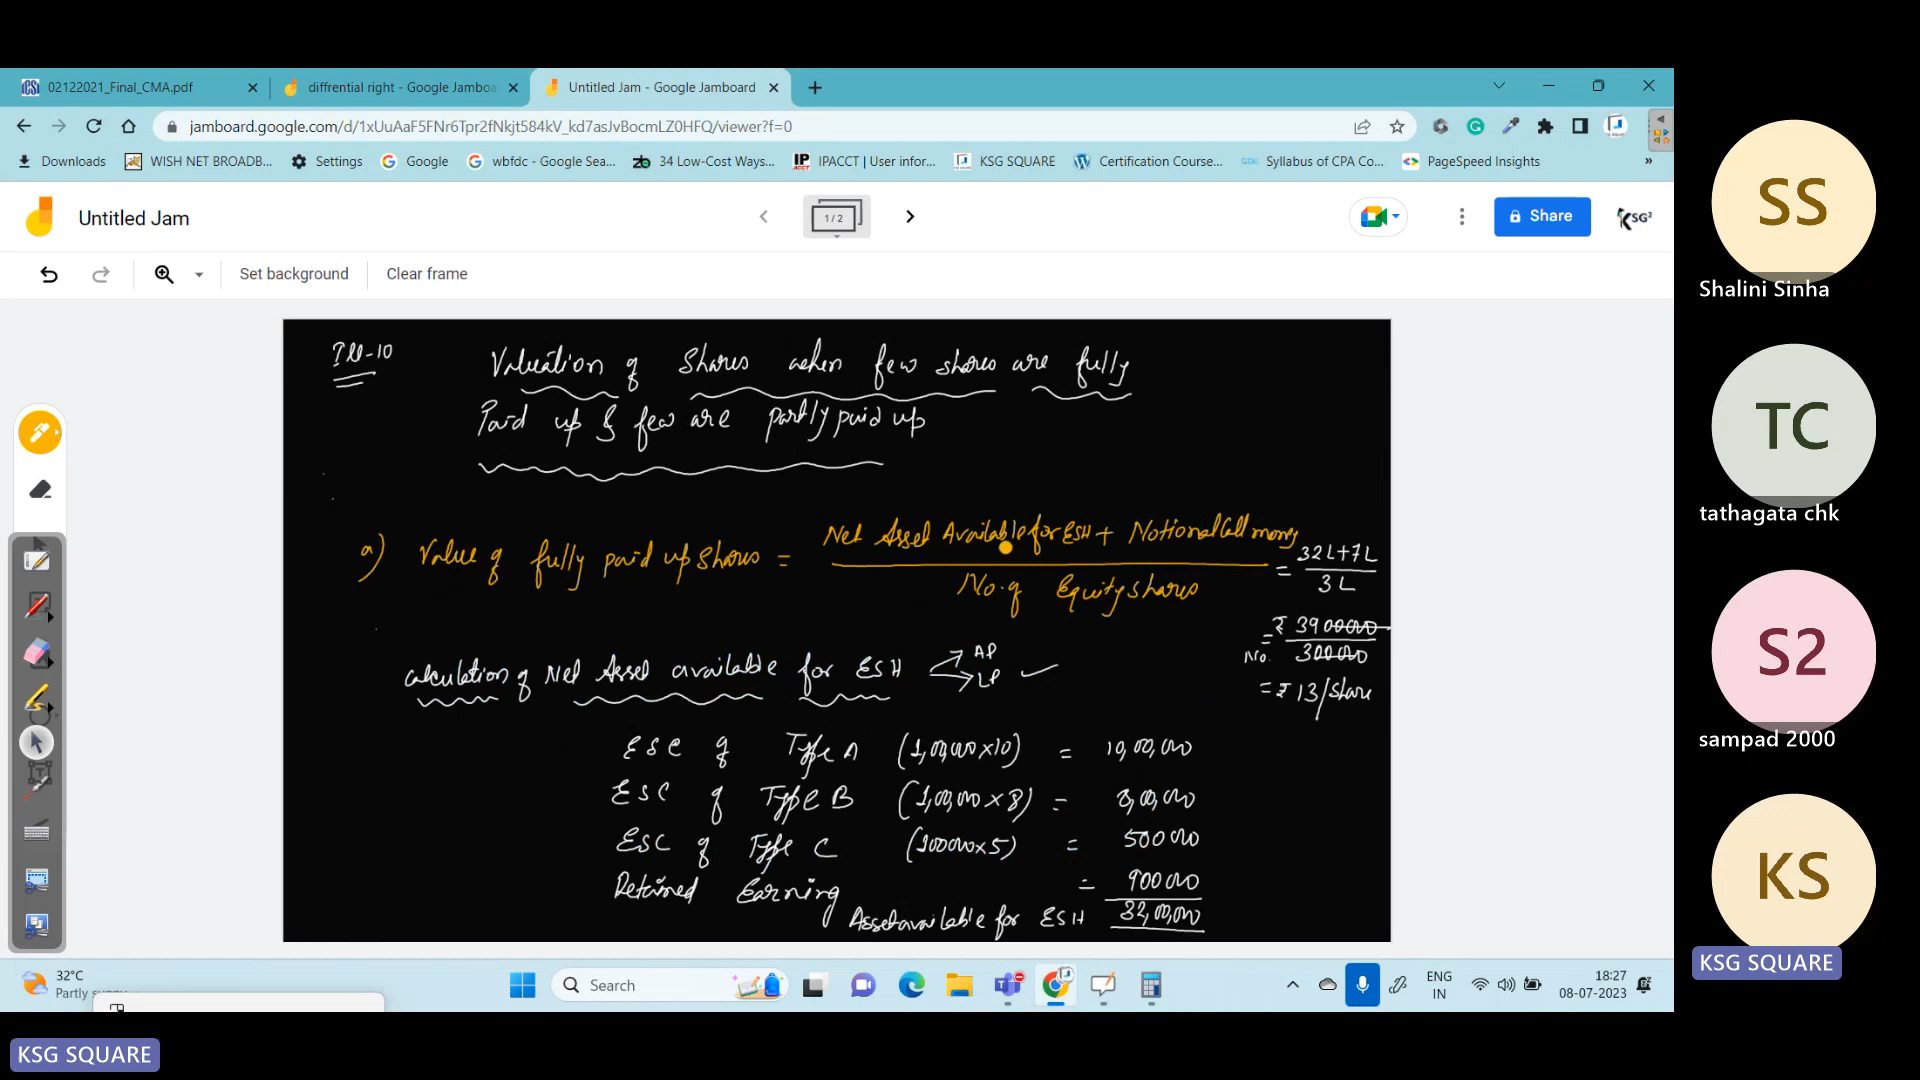 02122021_Final_CMA.pdf
diffrential right - Google Jamboa
Untitled Jam - Google Jamboard
jamboard.google.com/d/1xUuAaF5FNr6Tpr2fNkjt584kV_kd7asJvBocmLZ0HFQ/viewer?f=0
Downloads
WISH NET BROADB...
Settings
Google
wbfdc - Google Sea...
34 Low-Cost Ways...
IPACCT | User infor...
KSG SQUARE
Certification Course...
Syllabus of CPA Co...
PageSpeed Insights
»
Untitled Jam
1 / 2
Share
KSG²
Set background
Clear frame
Ill-10
Valuation of Shares when few shares are fully
Paid up & few are partly paid up
a) Value of fully paid up Shares = Net Asset Available for ESH + Notional Call money
No. of Equity shares
= 32L+7L
3L
= ₹ 3900000
No. 300000
= ₹ 13/share
calculation of Net Asset available for ESH
AP
LP
ESC of Type A (1,00,000×10) = 10,00,000
ESC of Type B (1,00,000×8) = 8,00,000
ESC of Type C (100000×5) = 500000
Retained Earning = 900000
Asset available for ESH 32,00,000
32°C
Partly sunny
Search
ENG
IN
18:27
08-07-2023
SS
Shalini Sinha
TC
tathagata chk
S2
sampad 2000
KS
KSG SQUARE
KSG SQUARE